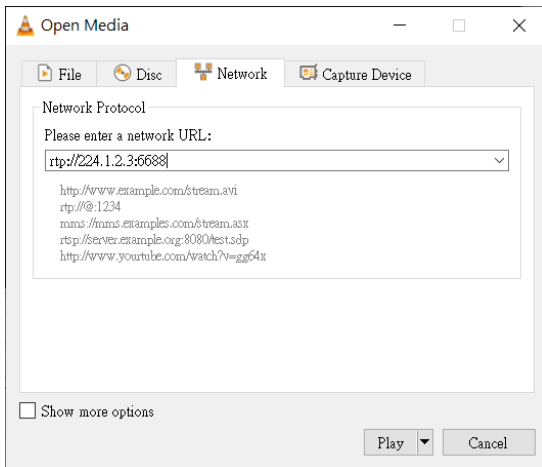 Open Media
File Disc Network Capture Device
Network Protocol
Please enter a network URL:
rtp://224.1.2.3:6688
http://www.example.com/stream.avi
rtp://@:1234
mms://mms.examples.com/stream.asx
rtsp://server.example.org:8080/test.sdp
http://www.yourtube.com/watch?v=gg64x
Show more options
Play Cancel